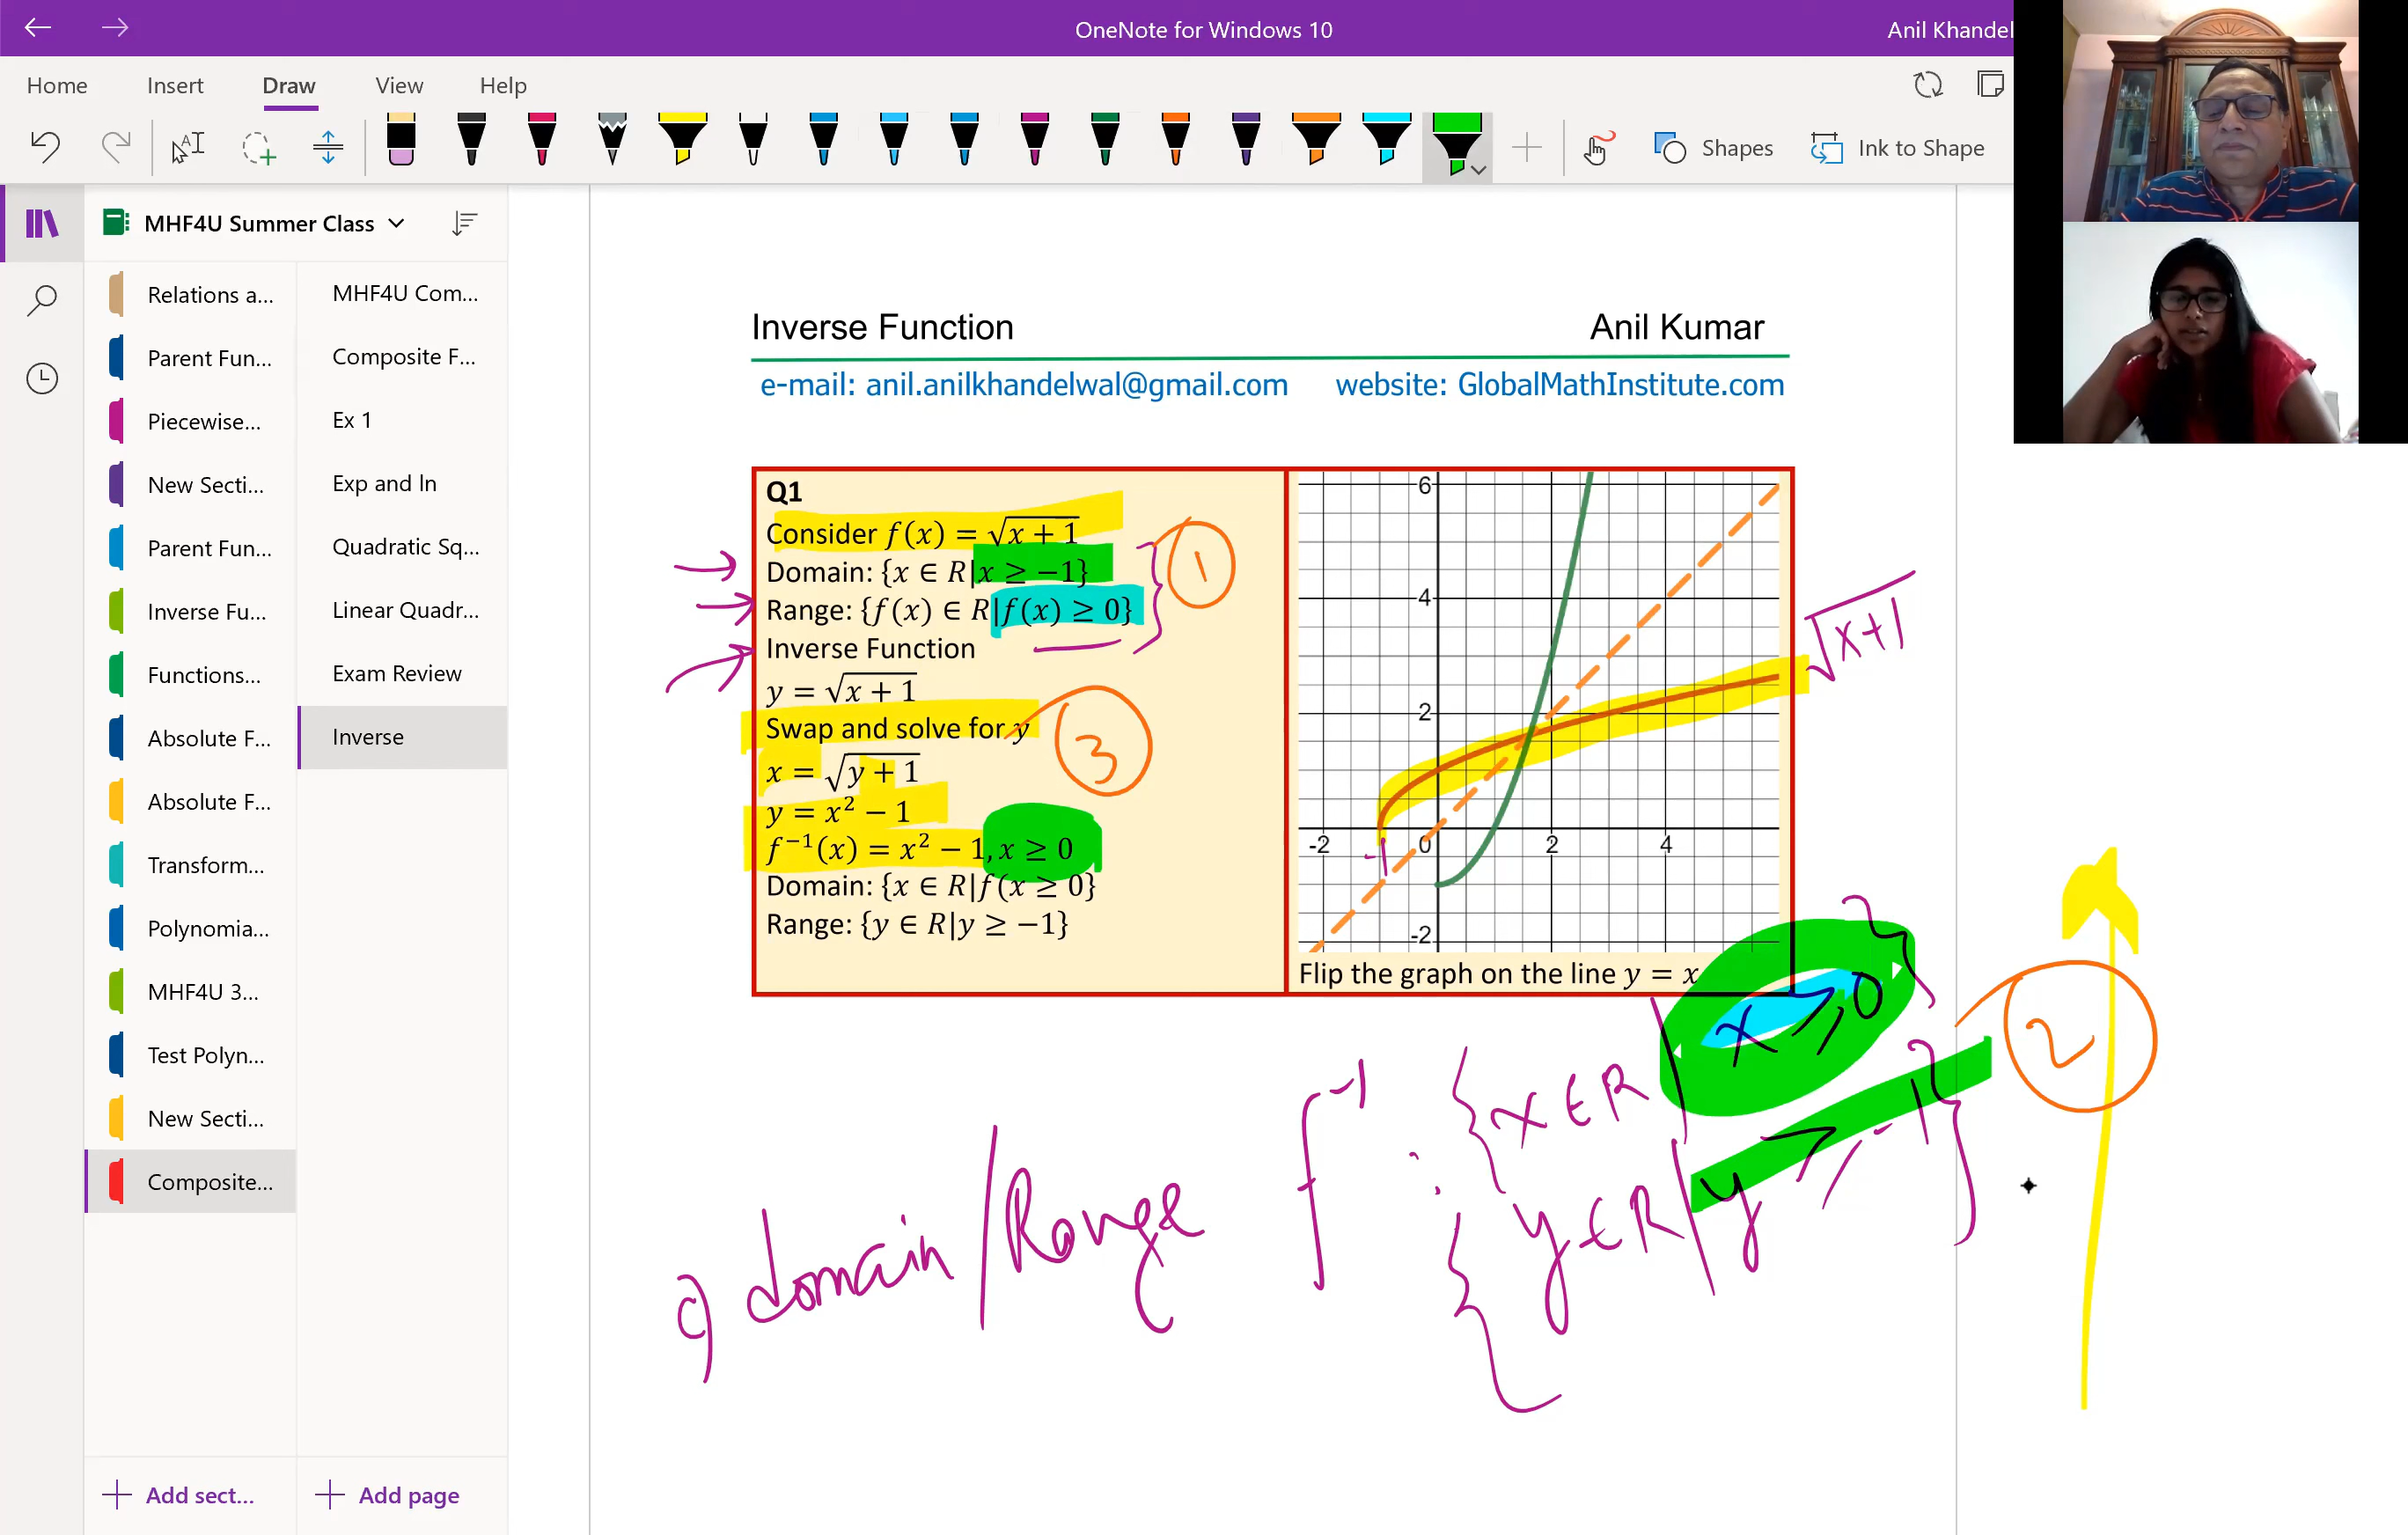 OneNote for Windows 10
Anil Khandel
Home Insert Draw View Help
Shapes Ink to Shape
MHF4U Summer Class
Relations a...
Parent Fun...
Piecewise...
New Secti...
Parent Fun...
Inverse Fu...
Functions...
Absolute F...
Absolute F...
Transform...
Polynomia...
MHF4U 3...
Test Polyn...
New Secti...
Composite...
Add sect...
MHF4U Com...
Composite F...
Ex 1
Exp and In
Quadratic Sq...
Linear Quadr...
Exam Review
Inverse
Add page
Inverse Function Anil Kumar
e-mail: anil.anilkhandelwal@gmail.com website: GlobalMathInstitute.com
Q1
Consider f(x) = √(x + 1)
Domain: {x ∈ R|x ≥ −1}
Range: {f(x) ∈ R|f(x) ≥ 0}
Inverse Function
y = √(x + 1)
Swap and solve for y
x = √(y + 1)
y = x² − 1
f⁻¹(x) = x² − 1, x ≥ 0
Domain: {x ∈ R|f(x ≥ 0}
Range: {y ∈ R|y ≥ −1}
1
3
6
4
2
-2 0 2 4
-2
-1
√x+1
Flip the graph on the line y = x
2
c) domain/Range f⁻¹ : {x ∈ R | x ≥ 0}
{y ∈ R | y ≥ -1}